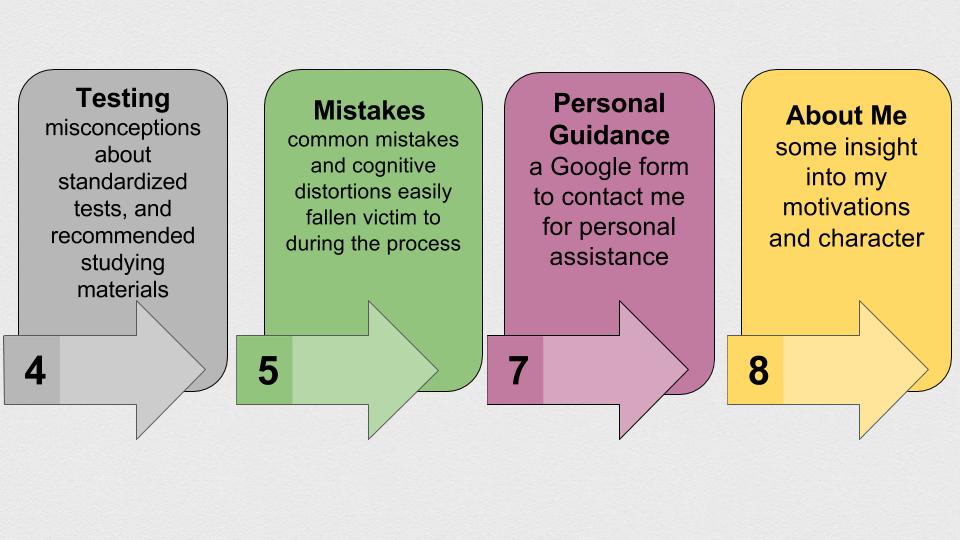 Testing
misconceptions
about
standardized
tests, and
recommended
studying
materials
4
Mistakes
common mistakes
and cognitive
distortions easily
fallen victim to
during the process
5
Personal
Guidance
a Google form
to contact me
for personal
assistance
7
About Me
some insight
into my
motivations
and character
8